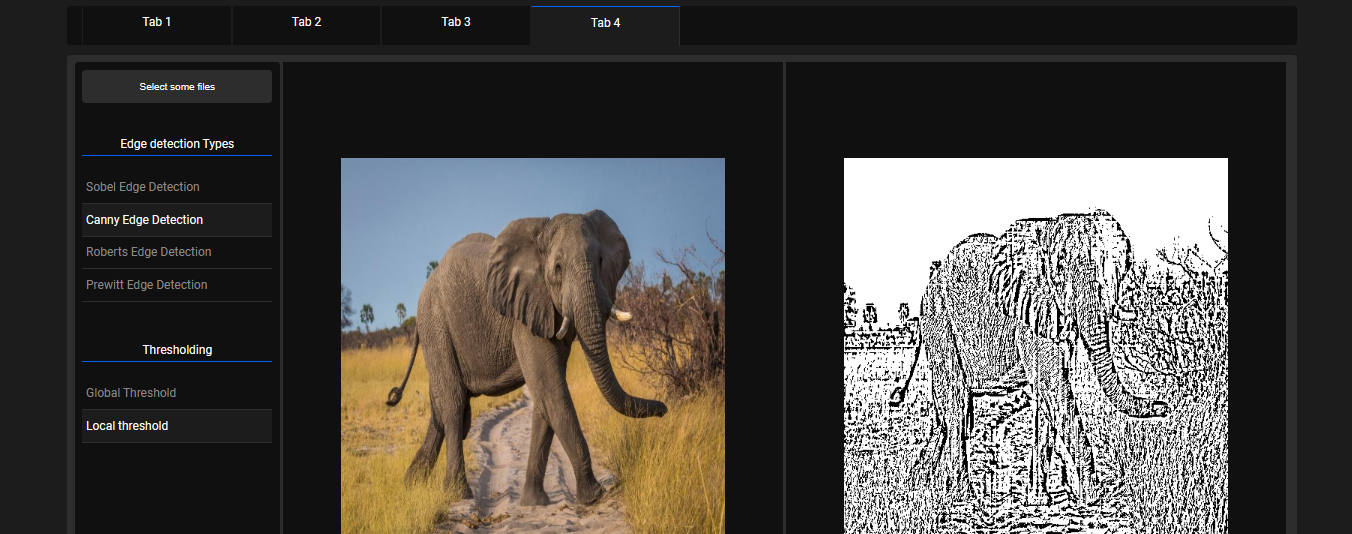 Tab 1
Tab 2
Tab 3
Tab 4
Select some files
Edge detection Types
Sobel Edge Detection
Canny Edge Detection
Roberts Edge Detection
Prewitt Edge Detection
Thresholding
Global Threshold
Local threshold